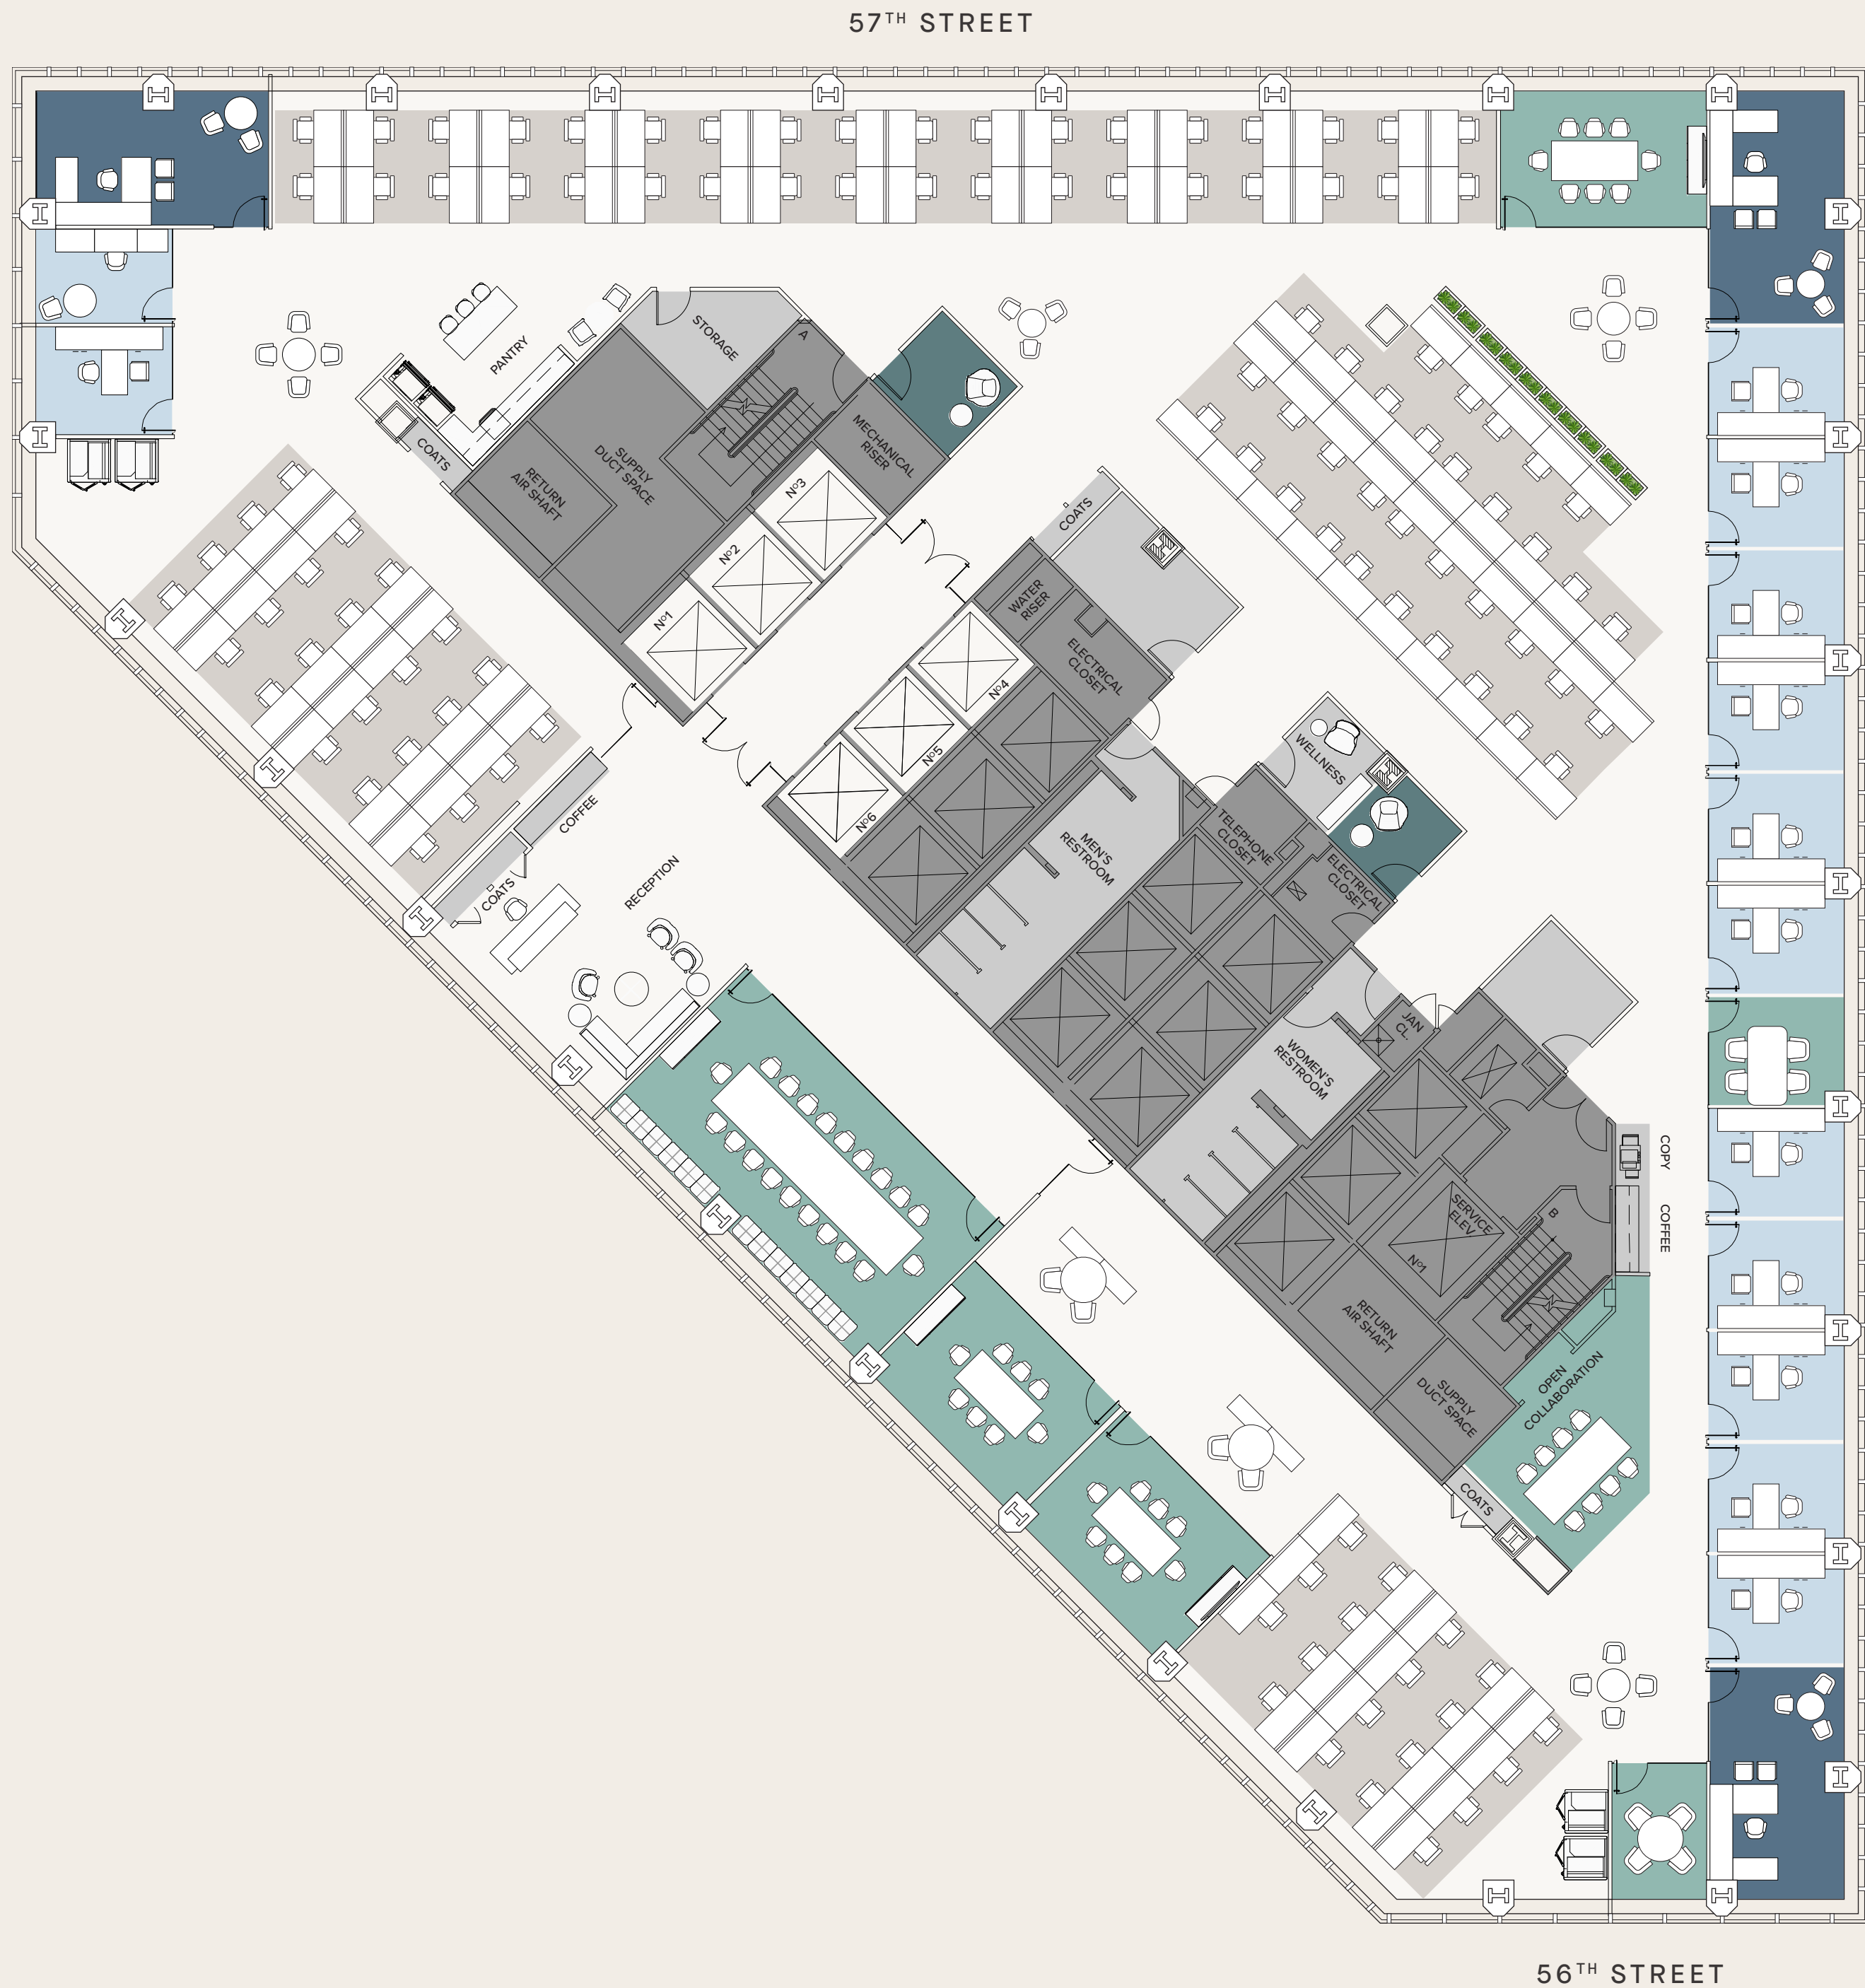 57TH STREET
STORAGE
A
PANTRY
COATS
SUPPLY
DUCT SPACE
RETURN
AIR SHAFT
MECHANICAL
RISER
Nº3
Nº2
Nº1
COATS
WATER
RISER
ELECTRICAL
CLOSET
Nº4
Nº5
Nº6
COFFEE
COATS
RECEPTION
MEN'S
RESTROOM
WELLNESS
TELEPHONE
CLOSET
ELECTRICAL
CLOSET
JAN
CL.
WOMEN'S
RESTROOM
COPY
COFFEE
SERVICE
ELEV.
Nº1
B
RETURN
AIR SHAFT
SUPPLY
DUCT SPACE
OPEN
COLLABORATION
COATS
56TH STREET